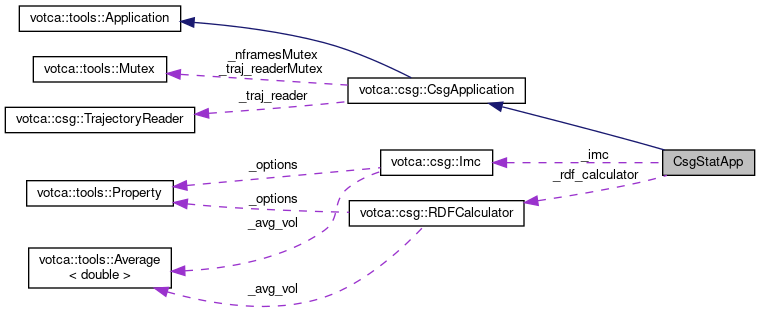 votca::tools::Application
_nframesMutex
_traj_readerMutex
votca::tools::Mutex
votca::csg::CsgApplication
_traj_reader
votca::csg::TrajectoryReader
_imc
votca::csg::Imc
CsgStatApp
_options
_rdf_calculator
votca::tools::Property
_options
votca::csg::RDFCalculator
_avg_vol
votca::tools::Average
< double >
_avg_vol